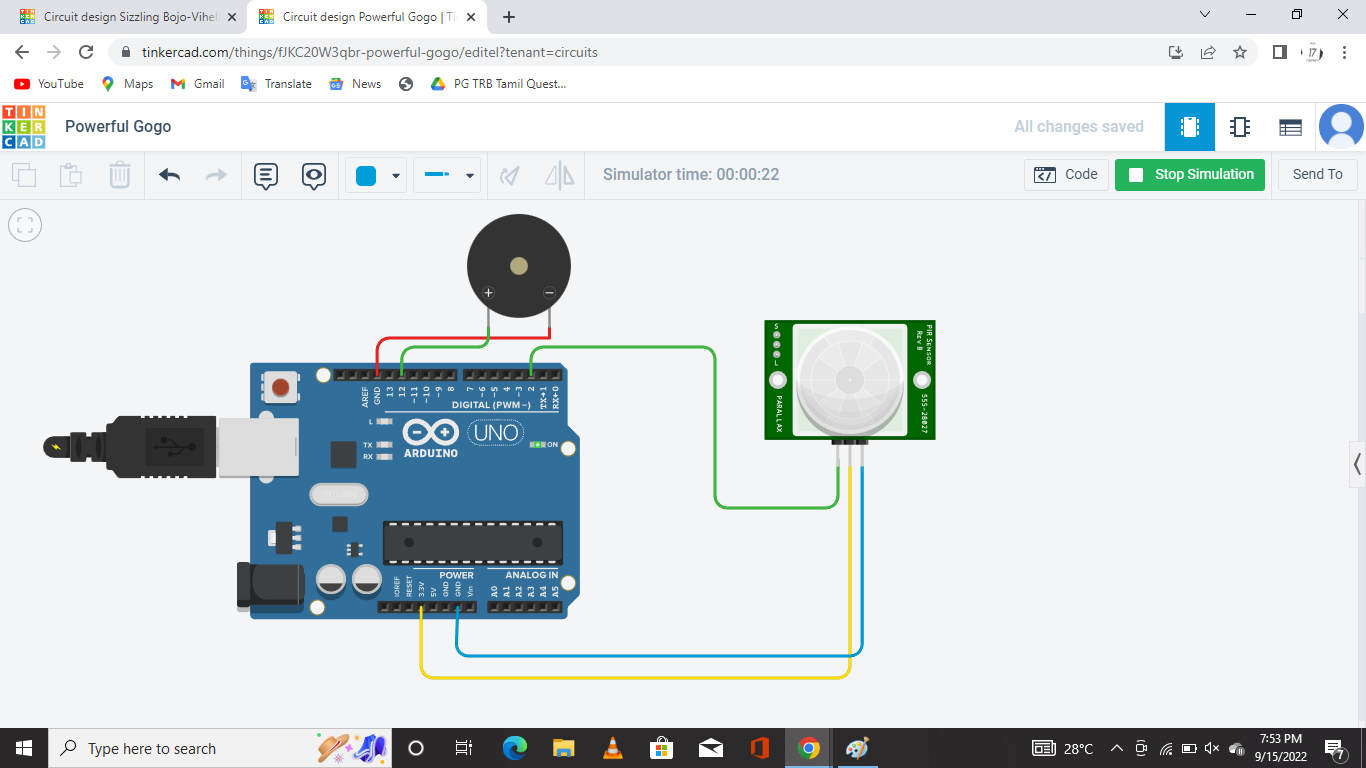 Circuit design Sizzling Bojo-Vihel
Circuit design Powerful Gogo | Ti
tinkercad.com/things/fJKC20W3qbr-powerful-gogo/editel?tenant=circuits
17
YouTube Maps Gmail Translate News PG TRB Tamil Quest...
TIN
KER
CAD
Powerful Gogo
All changes saved
Simulator time: 00:00:22
Code
Stop Simulation
Send To
+ −
S
L
PARALLAX
PIR SENSOR
REV B
555-28027
AREF GND 13 12 ~11 ~10 ~9 8 7 ~6 ~5 4 ~3 2 TX→1 RX←0
DIGITAL (PWM~)
L
TX
RX
UNO
ARDUINO
ON
POWER
ANALOG IN
IOREF RESET 3.3V 5V GND GND Vin A0 A1 A2 A3 A4 A5
Type here to search
28°C
7:53 PM
9/15/2022
7